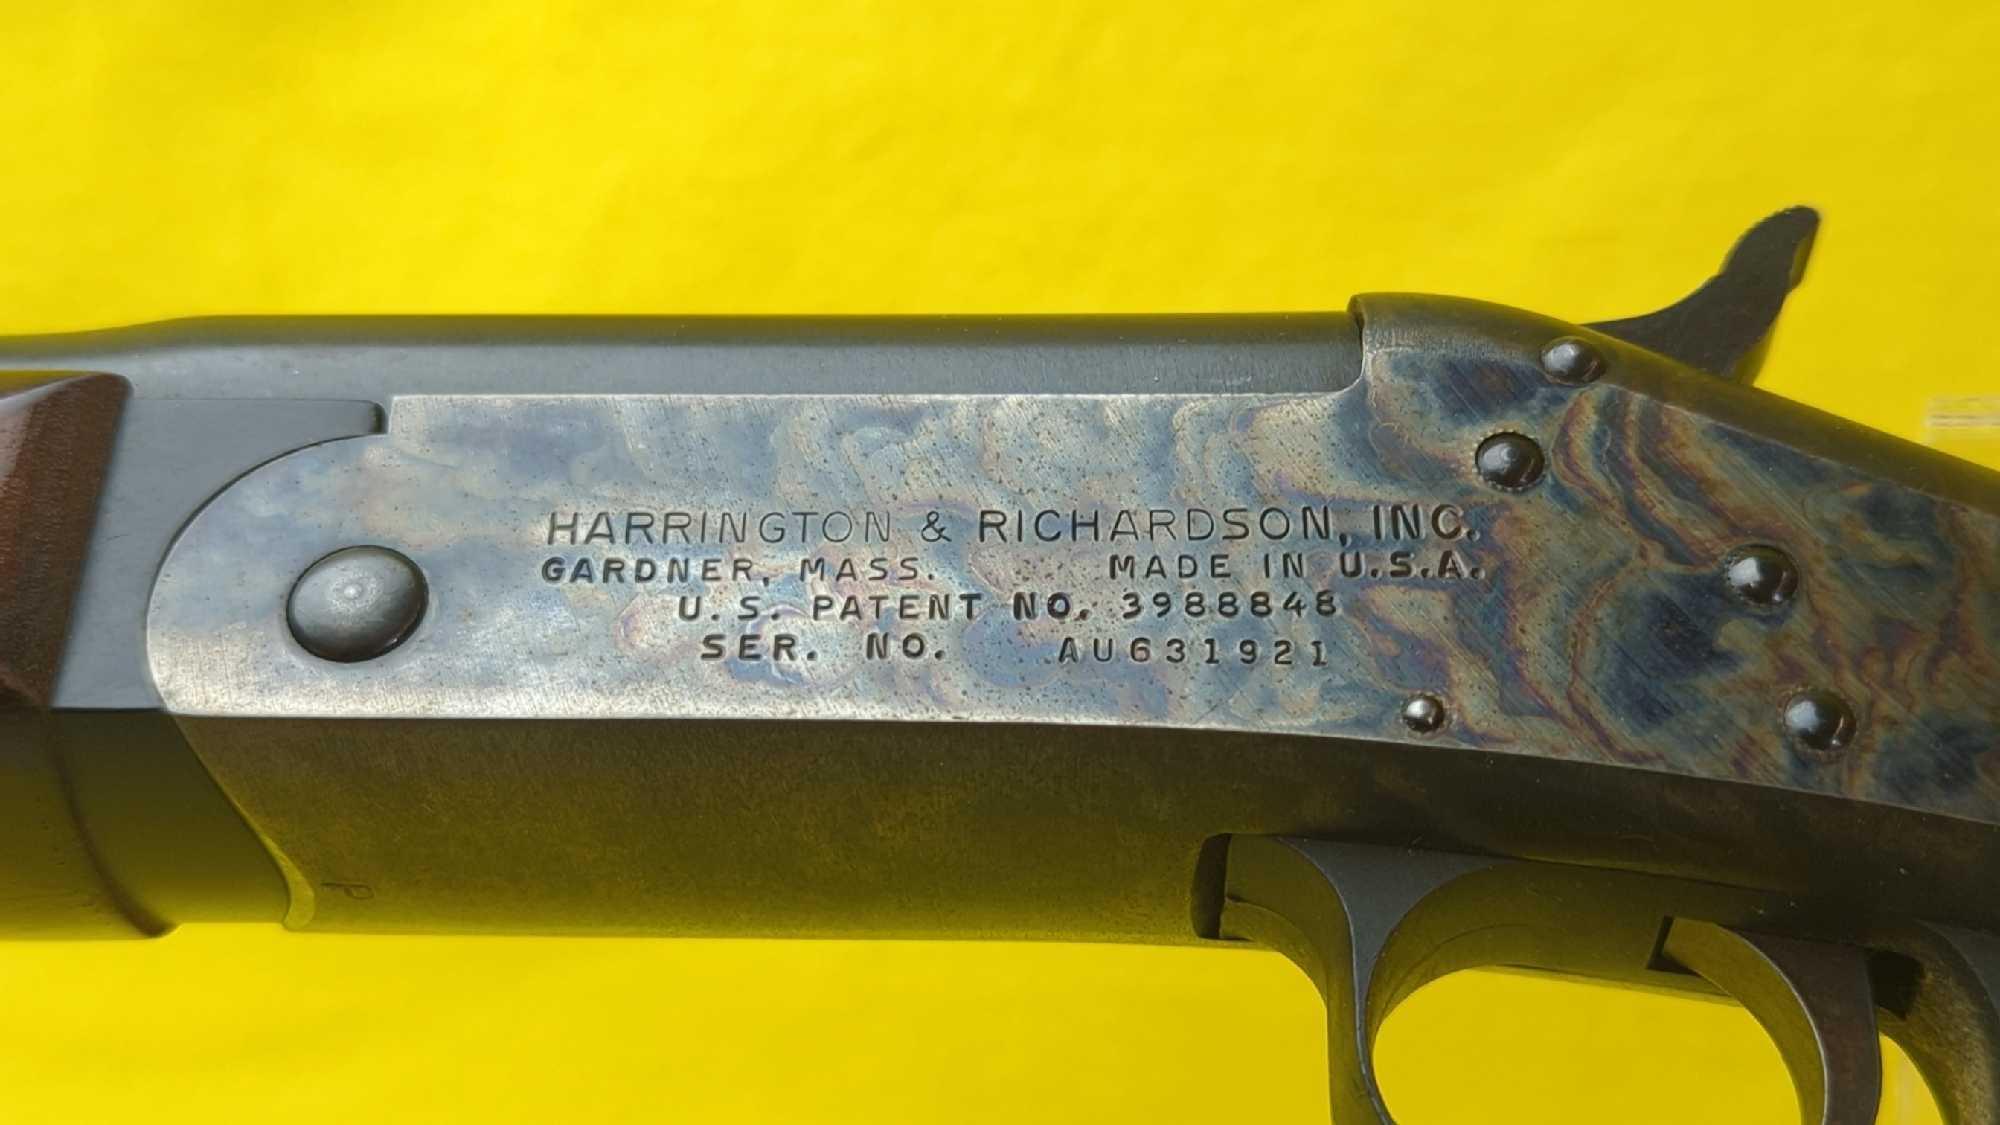 HARRINGTON & RICHARDSON, INC.
GARDNER, MASS. MADE IN U.S.A.
U.S. PATENT NO. 3988848
SER. NO. AU631921
P